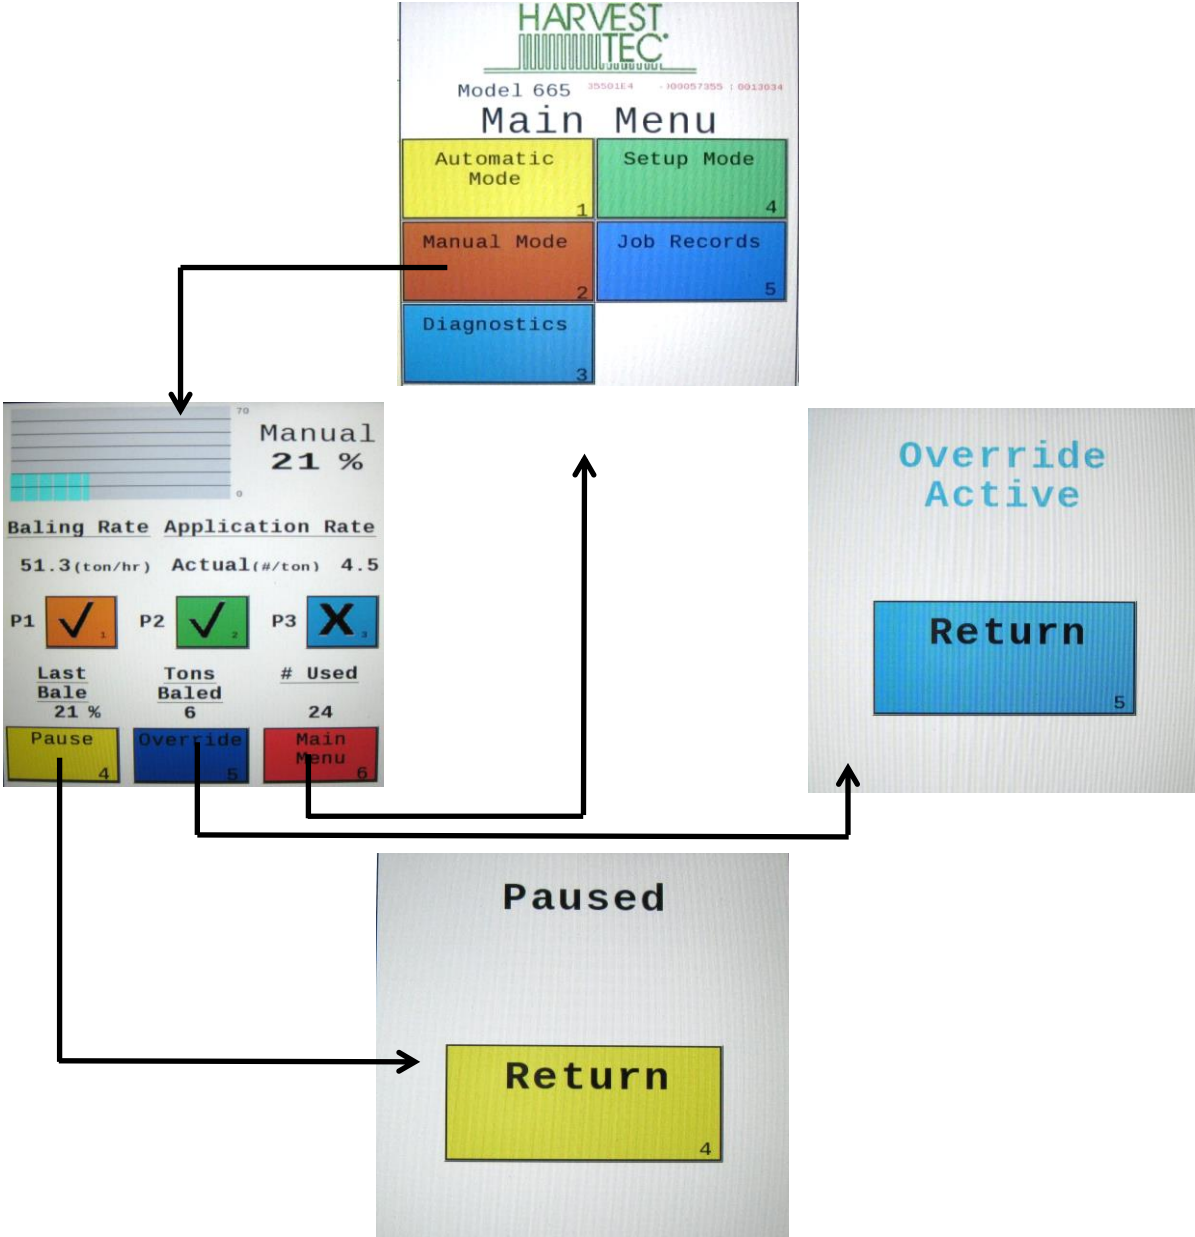 HARVEST
TEC
Model 665
Main Menu
Automatic
Mode
1
Setup Mode
4
Manual Mode
2
Job Records
5
Diagnostics
3
70
0
Manual
21 %
Baling Rate Application Rate
51.3(ton/hr) Actual(#/ton) 4.5
P1 1 P2 2 P3 X 3
Last
Bale
21 %
Tons
Baled
6
# Used
24
Pause
4
Override
5
Main
Menu
6
Override
Active
Return
5
Paused
Return
4